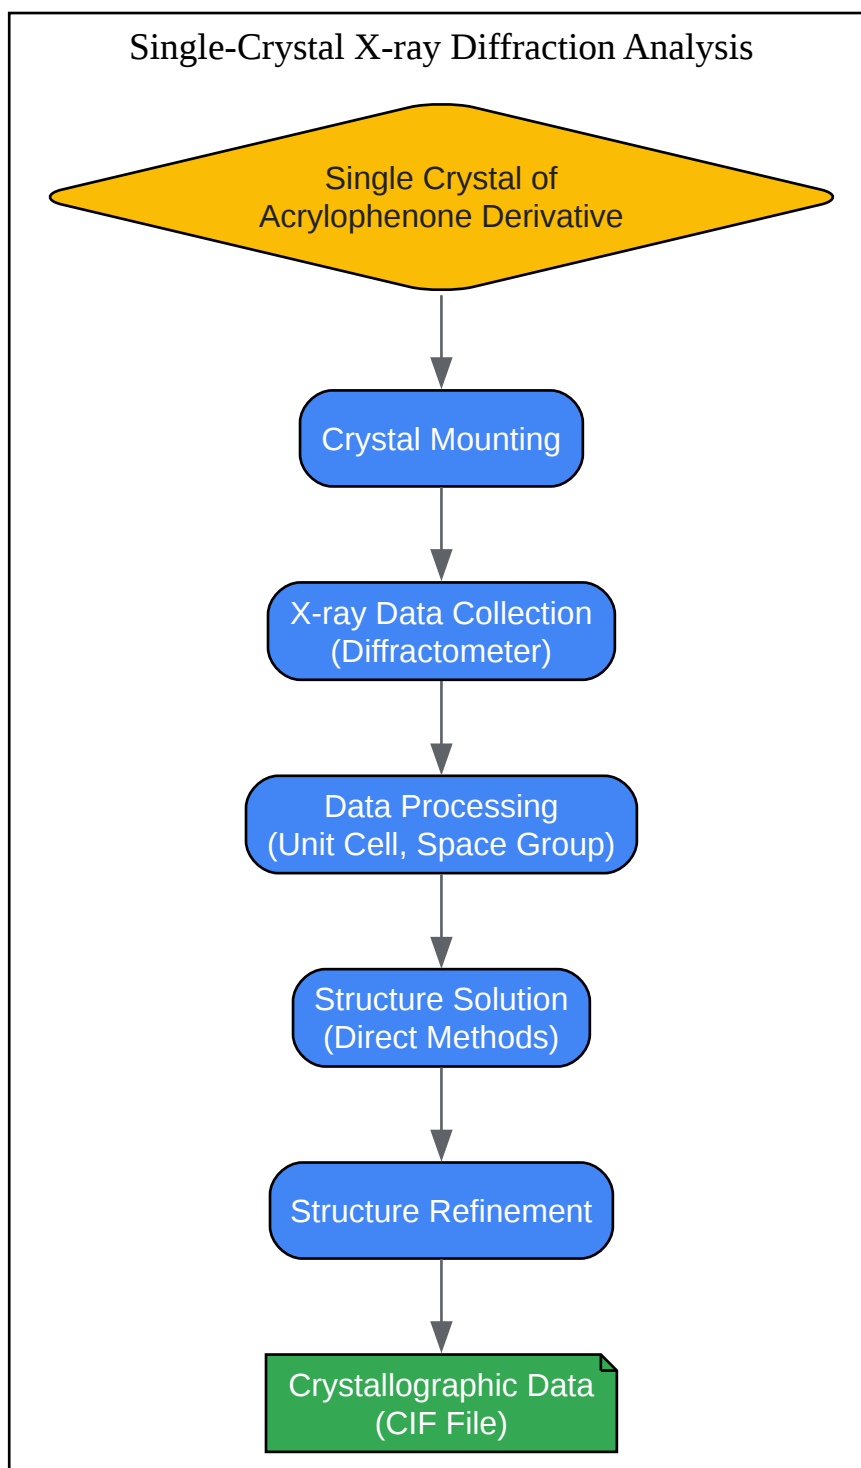 Single-Crystal X-ray Diffraction Analysis
Single Crystal of
Acrylophenone Derivative
Crystal Mounting
X-ray Data Collection
(Diffractometer)
Data Processing
(Unit Cell, Space Group)
Structure Solution
(Direct Methods)
Structure Refinement
Crystallographic Data
(CIF File)